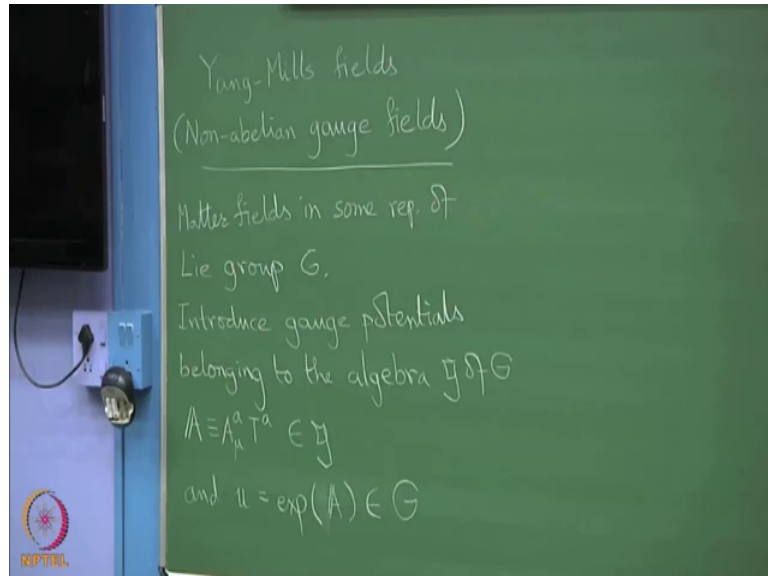 Yang-Mills fields
(Non-abelian gauge fields)
Matter fields in some rep. of
Lie group G.
Introduce gauge potentials
belonging to the algebra 𝔤 of G
𝔸 ≡ A^a_μ T^a ∈ 𝔤
and u = exp(𝔸) ∈ G
NPTEL